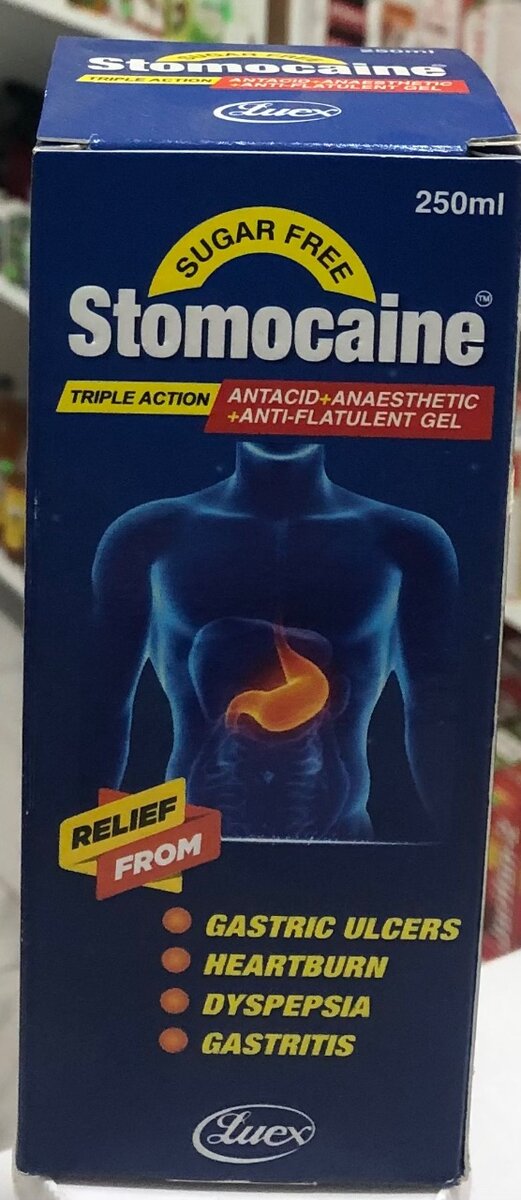 250ml
SUGAR FREE
Stomocaine
TRIPLE ACTION
ANTACID+ANAESTHETIC
+ANTI-FLATULENT GEL
Luex
250ml
SUGAR FREE
Stomocaine™
TRIPLE ACTION
ANTACID+ANAESTHETIC
+ANTI-FLATULENT GEL
RELIEF
FROM
GASTRIC ULCERS
HEARTBURN
DYSPEPSIA
GASTRITIS
Luex